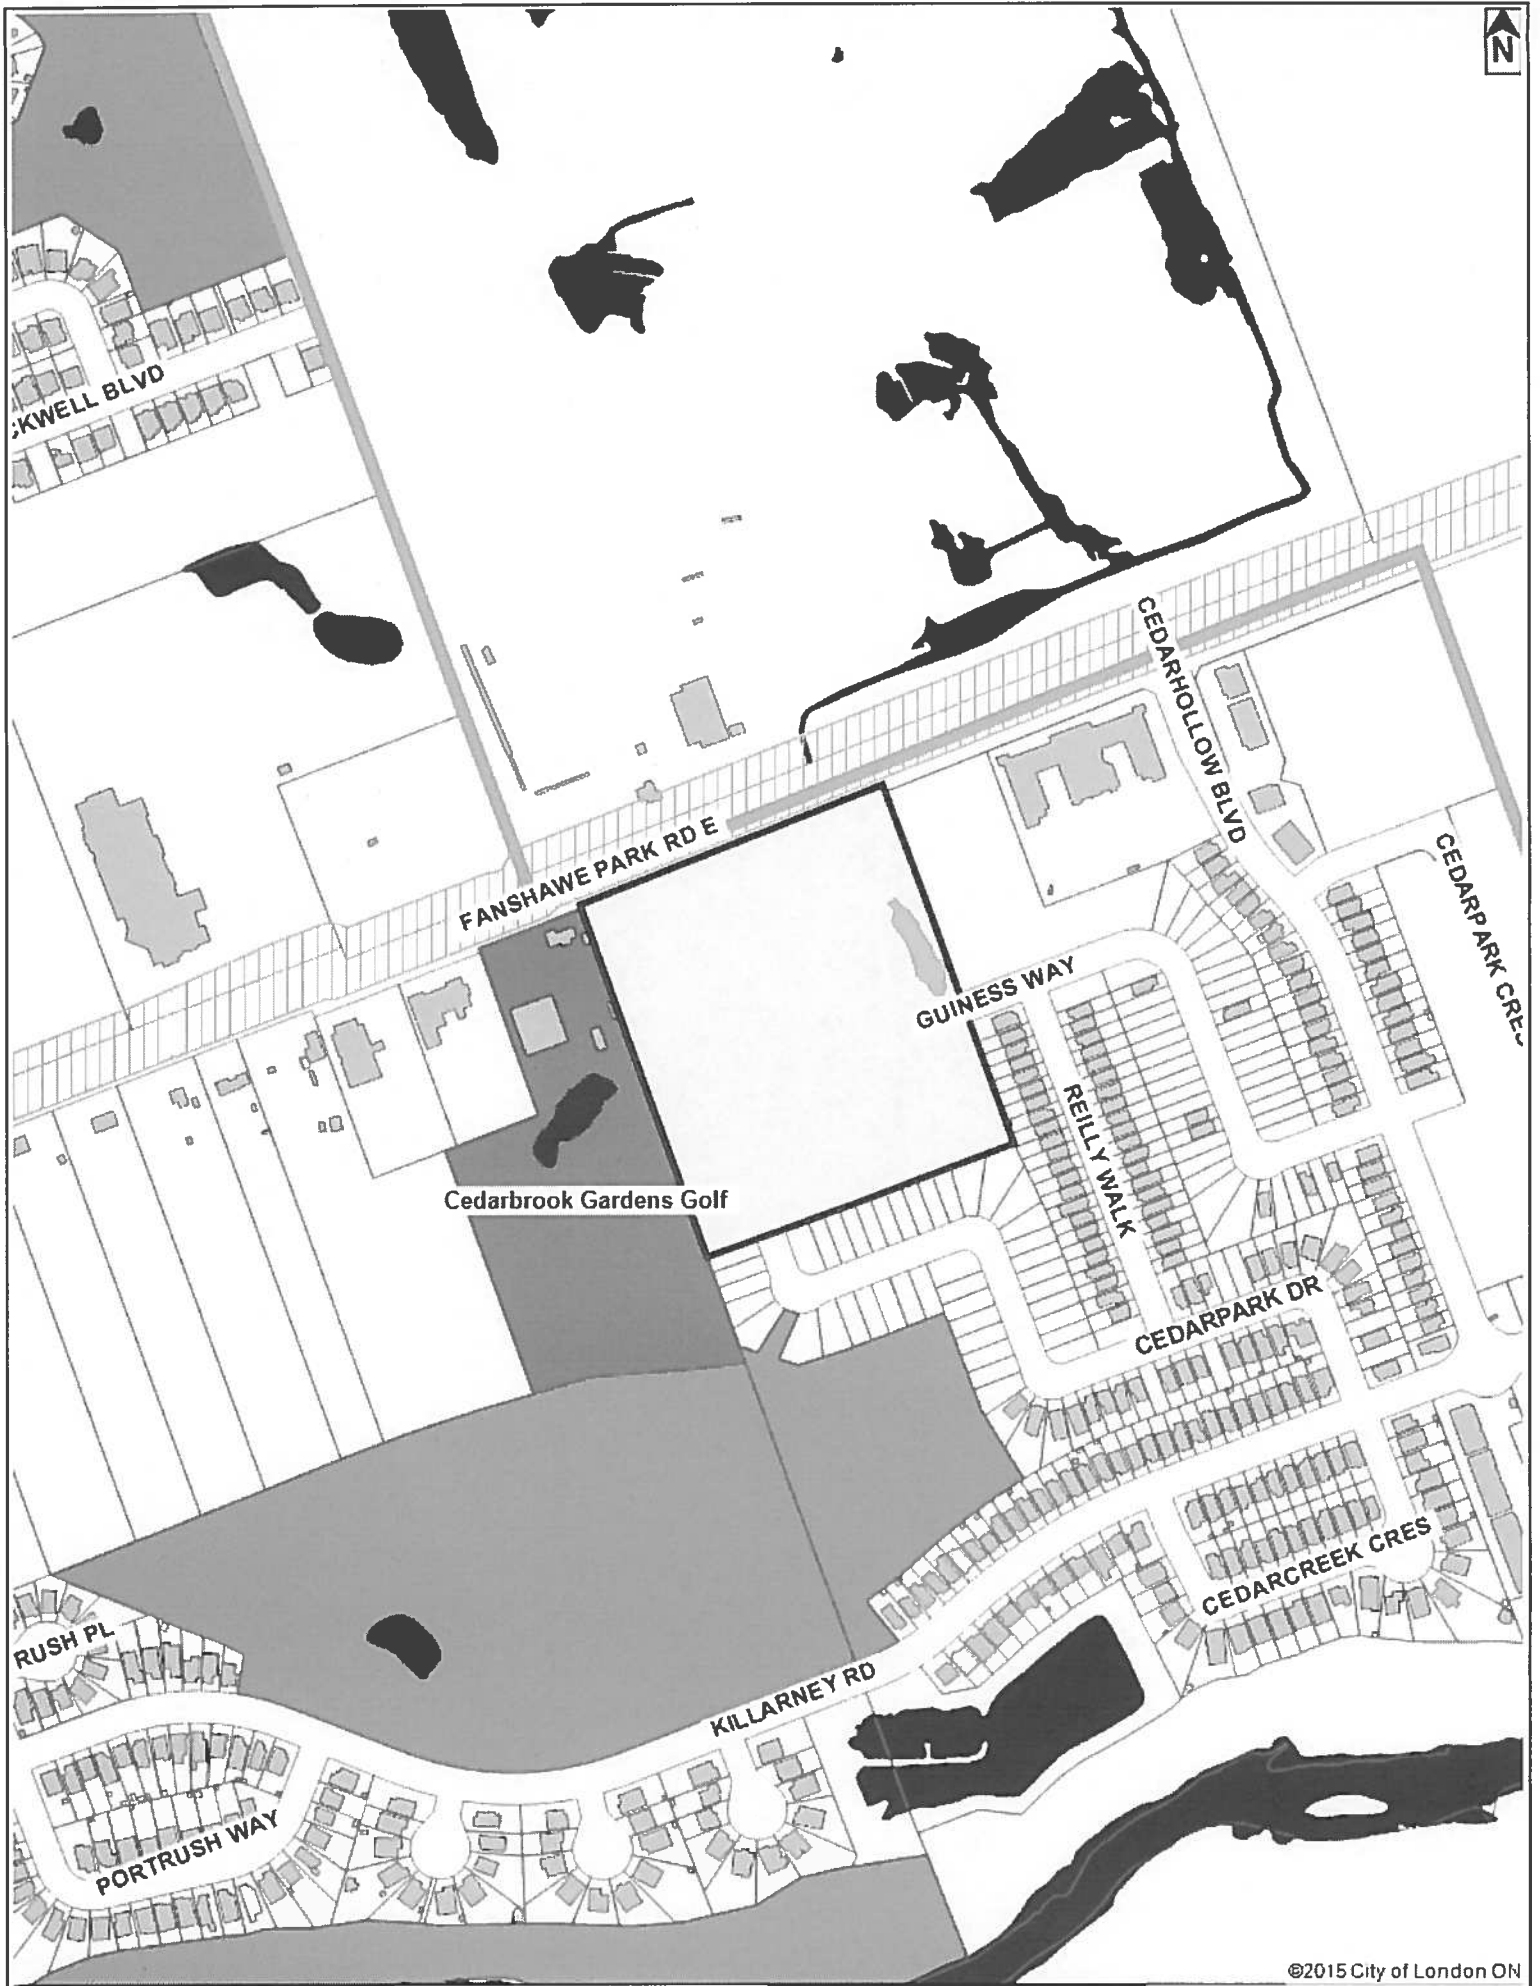 N
CKWELL BLVD
CEDARHOLLOW BLVD
FANSHAWE PARK RD E
CEDARPARK CRES
GUINESS WAY
REILLY WALK
Cedarbrook Gardens Golf
CEDARPARK DR
CEDARCREEK CRES
RUSH PL
KILLARNEY RD
PORTRUSH WAY
©2015 City of London ON